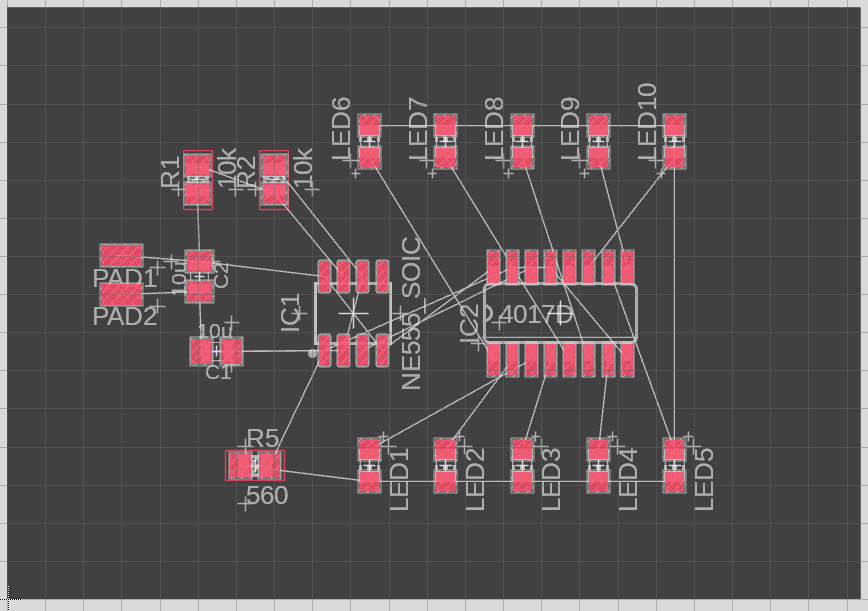 LED6
LED7
LED8
LED9
LED10
R1
10k
R2
10k
PAD1
PAD2
10u
C2
10u
C1
IC1
NE555
SOIC
IC2
4017D
R5
560
LED1
LED2
LED3
LED4
LED5